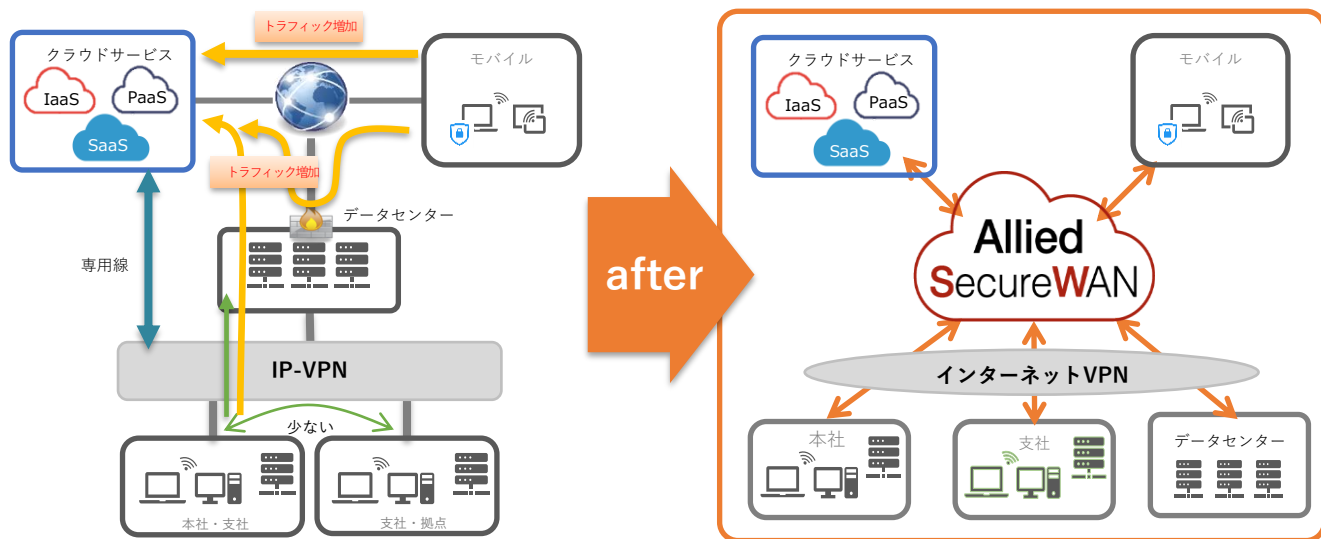 トラフィック増加
クラウドサービス
IaaS
PaaS
SaaS
モバイル
トラフィック増加
データセンター
専用線
IP-VPN
少ない
本社・支社
支社・拠点
after
クラウドサービス
IaaS
PaaS
SaaS
モバイル
Allied
SecureWAN
インターネットVPN
本社
支社
データセンター